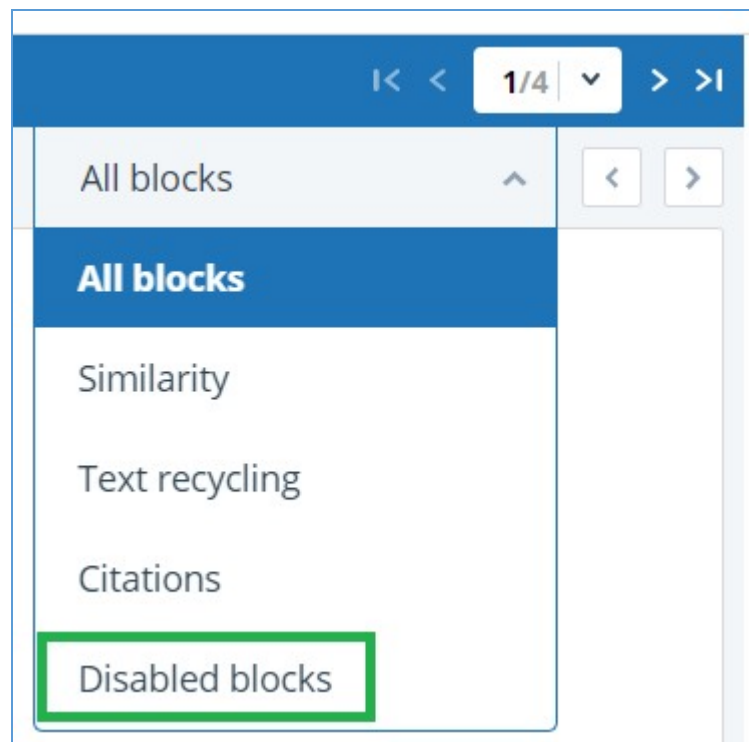 1/4
All blocks
All blocks
Similarity
Text recycling
Citations
Disabled blocks